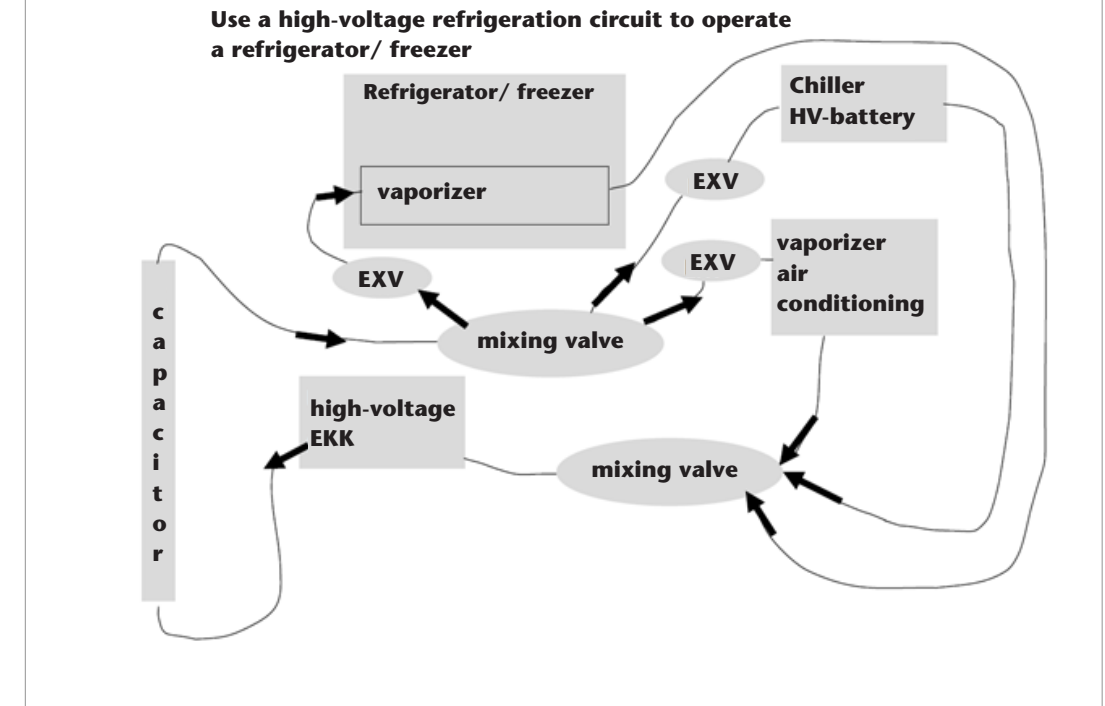 Use a high-voltage refrigeration circuit to operate
a refrigerator/ freezer
Refrigerator/ freezer
vaporizer
Chiller
HV-battery
EXV
EXV
vaporizer
air
conditioning
EXV
mixing valve
capacitor
high-voltage
EKK
mixing valve